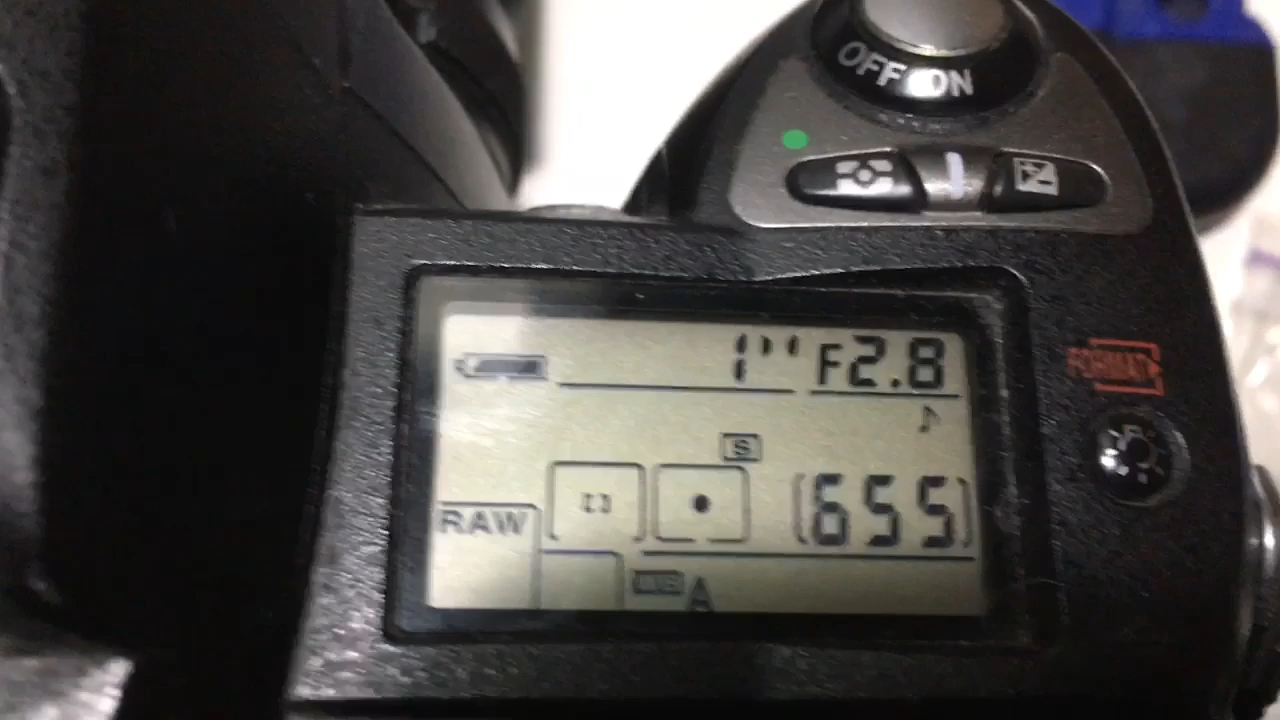 OFF ON
FORMAT
1" F2.8
S
RAW
[655]
A